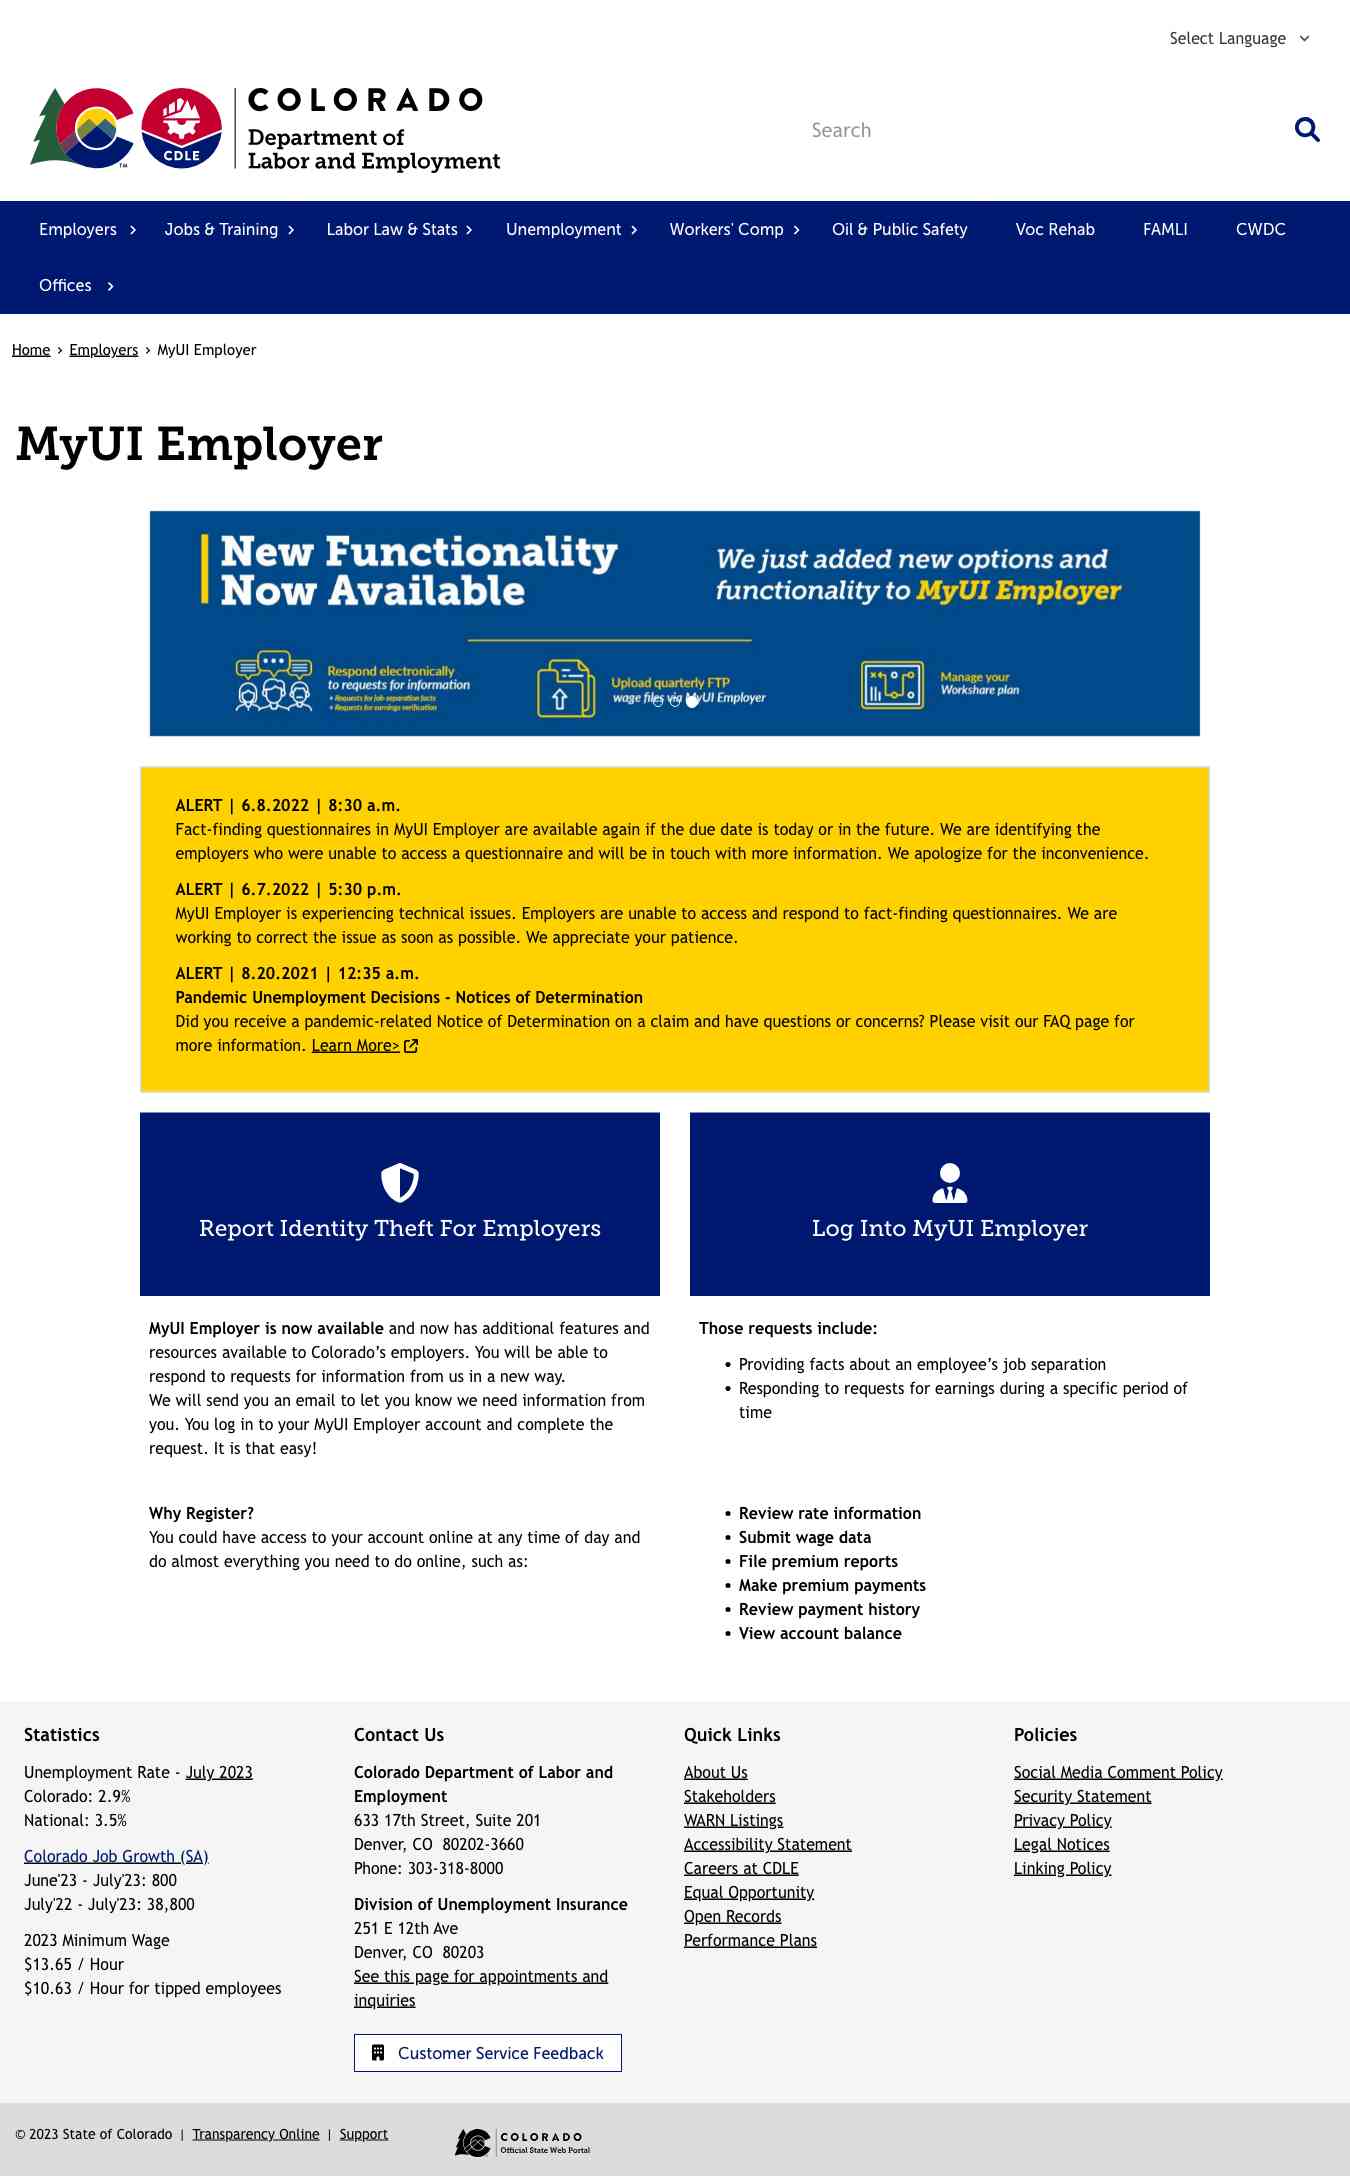 Select Language
COLORADO
Department of
Labor and Employment
CDLE
TM
Search
Employers Jobs & Training Labor Law & Stats Unemployment Workers' Comp Oil & Public Safety Voc Rehab FAMLI CWDC
Offices
Home › Employers › MyUI Employer
MyUI Employer
New Functionality
Now Available
We just added new options and
functionality to MyUI Employer
Respond electronically
to requests for information
• Requests for job separation facts
• Requests for earnings verification
Upload quarterly FTP
wage files via MyUI Employer
Manage your
Workshare plan
ALERT | 6.8.2022 | 8:30 a.m.
Fact-finding questionnaires in MyUI Employer are available again if the due date is today or in the future. We are identifying the
employers who were unable to access a questionnaire and will be in touch with more information. We apologize for the inconvenience.
ALERT | 6.7.2022 | 5:30 p.m.
MyUI Employer is experiencing technical issues. Employers are unable to access and respond to fact-finding questionnaires. We are
working to correct the issue as soon as possible. We appreciate your patience.
ALERT | 8.20.2021 | 12:35 a.m.
Pandemic Unemployment Decisions - Notices of Determination
Did you receive a pandemic-related Notice of Determination on a claim and have questions or concerns? Please visit our FAQ page for
more information. Learn More>
Report Identity Theft For Employers
Log Into MyUI Employer
MyUI Employer is now available and now has additional features and
resources available to Colorado’s employers. You will be able to
respond to requests for information from us in a new way.
We will send you an email to let you know we need information from
you. You log in to your MyUI Employer account and complete the
request. It is that easy!
Those requests include:
• Providing facts about an employee’s job separation
• Responding to requests for earnings during a specific period of
time
Why Register?
You could have access to your account online at any time of day and
do almost everything you need to do online, such as:
• Review rate information
• Submit wage data
• File premium reports
• Make premium payments
• Review payment history
• View account balance
Statistics
Unemployment Rate - July 2023
Colorado: 2.9%
National: 3.5%
Colorado Job Growth (SA)
June'23 - July'23: 800
July'22 - July'23: 38,800
2023 Minimum Wage
$13.65 / Hour
$10.63 / Hour for tipped employees
Contact Us
Colorado Department of Labor and
Employment
633 17th Street, Suite 201
Denver, CO 80202-3660
Phone: 303-318-8000
Division of Unemployment Insurance
251 E 12th Ave
Denver, CO 80203
See this page for appointments and
inquiries
Customer Service Feedback
Quick Links
About Us
Stakeholders
WARN Listings
Accessibility Statement
Careers at CDLE
Equal Opportunity
Open Records
Performance Plans
Policies
Social Media Comment Policy
Security Statement
Privacy Policy
Legal Notices
Linking Policy
© 2023 State of Colorado | Transparency Online | Support
COLORADO
Official State Web Portal